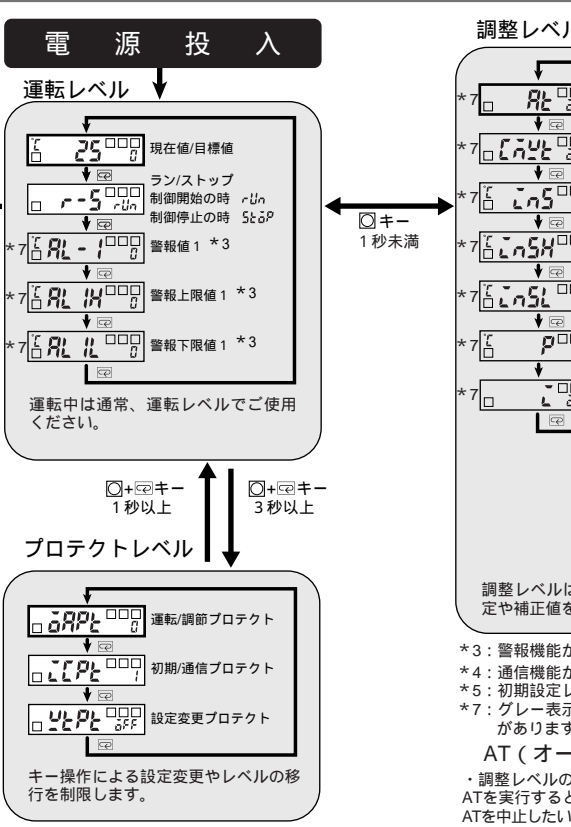 電源投入
運転レベル
℃ 25 0 現在値/目標値
r-S rUn ラン/ストップ
制御開始の時 rUn
制御停止の時 StoP
*7 ℃ AL-1 0 警報値1 *3
*7 ℃ AL 1H 0 警報上限値1 *3
*7 ℃ AL 1L 0 警報下限値1 *3
運転中は通常、運転レベルでご使用
ください。
キー
1秒未満
+キー
1秒以上
+キー
3秒以上
プロテクトレベル
oAPt 0 運転/調節プロテクト
iCPt 1 初期/通信プロテクト
WtPt oFF 設定変更プロテクト
キー操作による設定変更やレベルの移
行を制限します。
調整レベル
*7 At
*7 CMWt
*7 ℃ inS
*7 ℃ inSH
*7 ℃ inSL
*7 ℃ P
*7 i
調整レベルは
定や補正値を
*3:警報機能が
*4:通信機能が
*5:初期設定レ
*7:グレー表示
があります
AT(オー
・調整レベルの
ATを実行すると
ATを中止したい